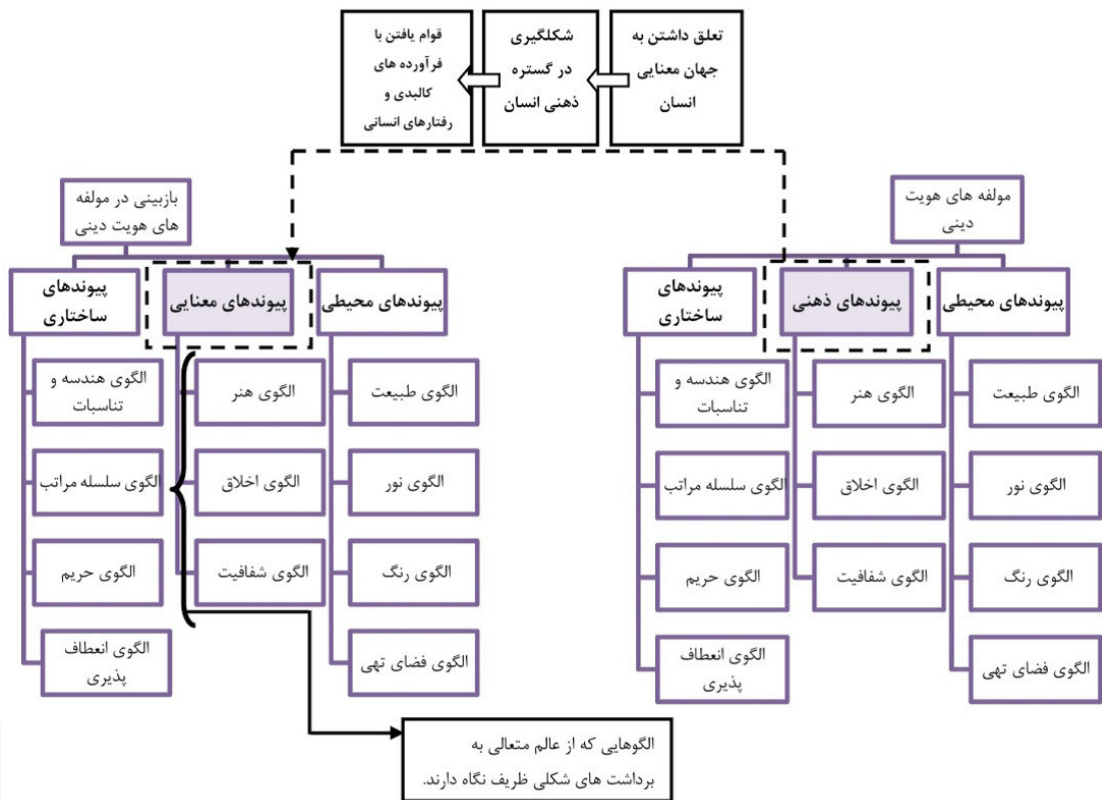 تعلق داشتن به
جهان معنایی
انسان
شکلگیری
در گستره
ذهنی انسان
قوام یافتن با
فرآورده های
کالبدی و
رفتارهای انسانی
مولفه های هویت
دینی
پیوندهای محیطی
الگوی طبیعت
الگوی نور
الگوی رنگ
الگوی فضای تهی
پیوندهای ذهنی
الگوی هنر
الگوی اخلاق
الگوی شفافیت
پیوندهای
ساختاری
الگوی هندسه و
تناسبات
الگوی سلسله مراتب
الگوی حریم
الگوی انعطاف
پذیری
بازبینی در مولفه
های هویت دینی
پیوندهای محیطی
الگوی طبیعت
الگوی نور
الگوی رنگ
الگوی فضای تهی
پیوندهای معنایی
الگوی هنر
الگوی اخلاق
الگوی شفافیت
پیوندهای
ساختاری
الگوی هندسه و
تناسبات
الگوی سلسله مراتب
الگوی حریم
الگوی انعطاف
پذیری
الگوهایی که از عالم متعالی به
برداشت های شکلی ظریف نگاه دارند.